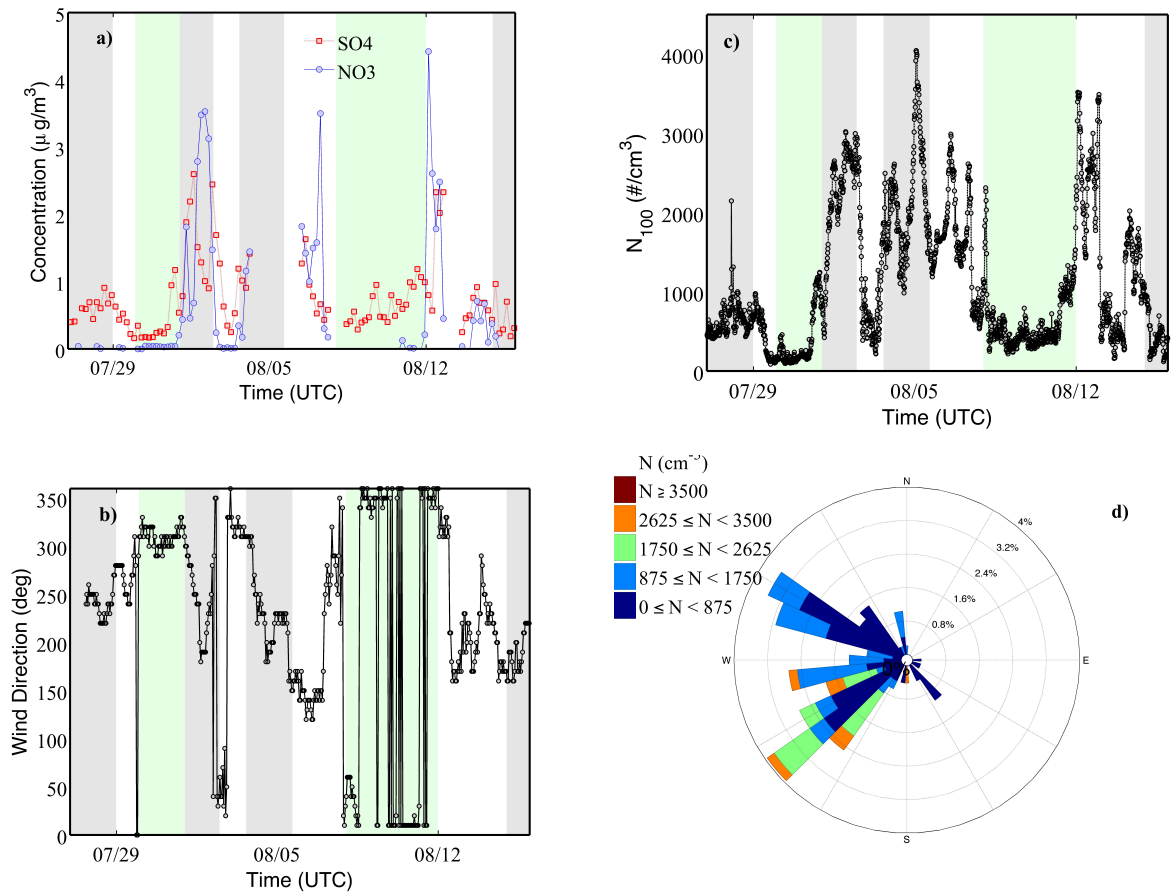 a)
SO4
NO3
5
4
3
2
1
0
Concentration (μ g/m³)
07/29
08/05
08/12
Time (UTC)
c)
4000
3000
2000
1000
0
N₁₀₀ (#/cm³)
07/29
08/05
08/12
Time (UTC)
b)
350
300
250
200
150
100
50
0
Wind Direction (deg)
07/29
08/05
08/12
Time (UTC)
d)
N (cm⁻³)
N ≥ 3500
2625 ≤ N < 3500
1750 ≤ N < 2625
875 ≤ N < 1750
0 ≤ N < 875
N
4%
3.2%
2.4%
1.6%
0.8%
W
E
S